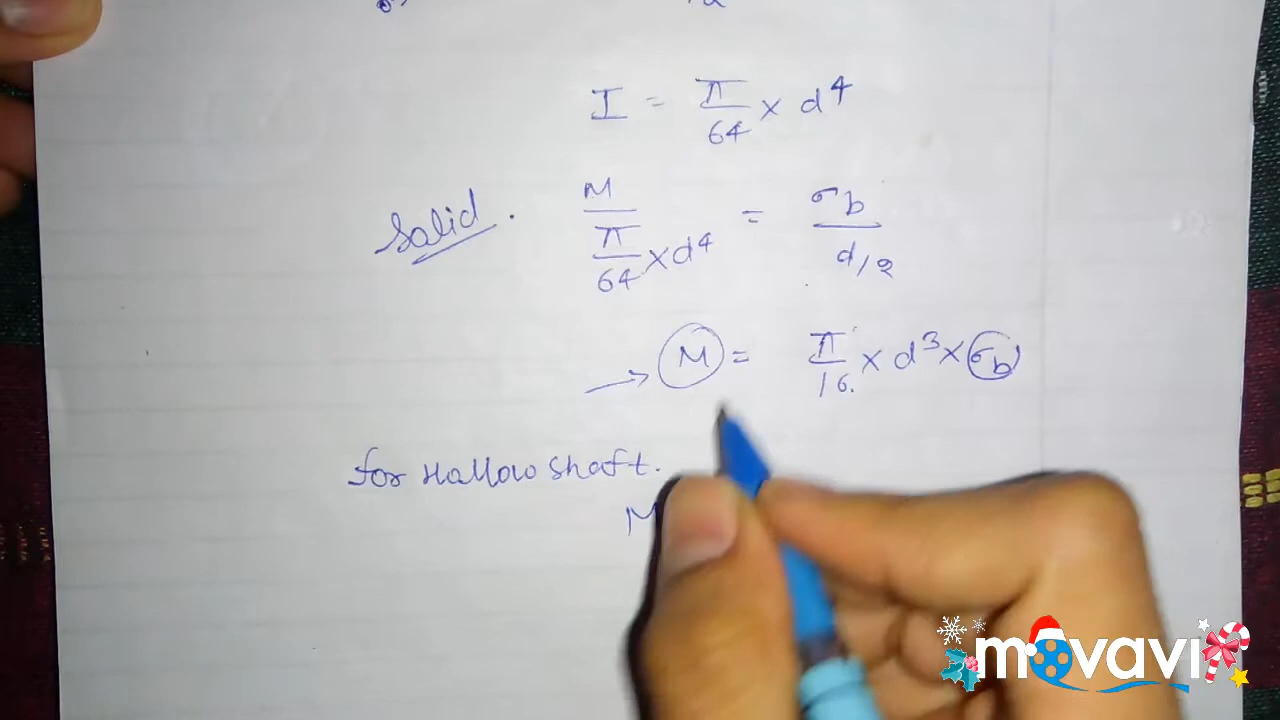 I = π/64 × d⁴
Solid. M / (π/64 × d⁴) = σb / (d/2)
→ M = π/16. × d³ × σb
for Hallow shaft.
M
movavi